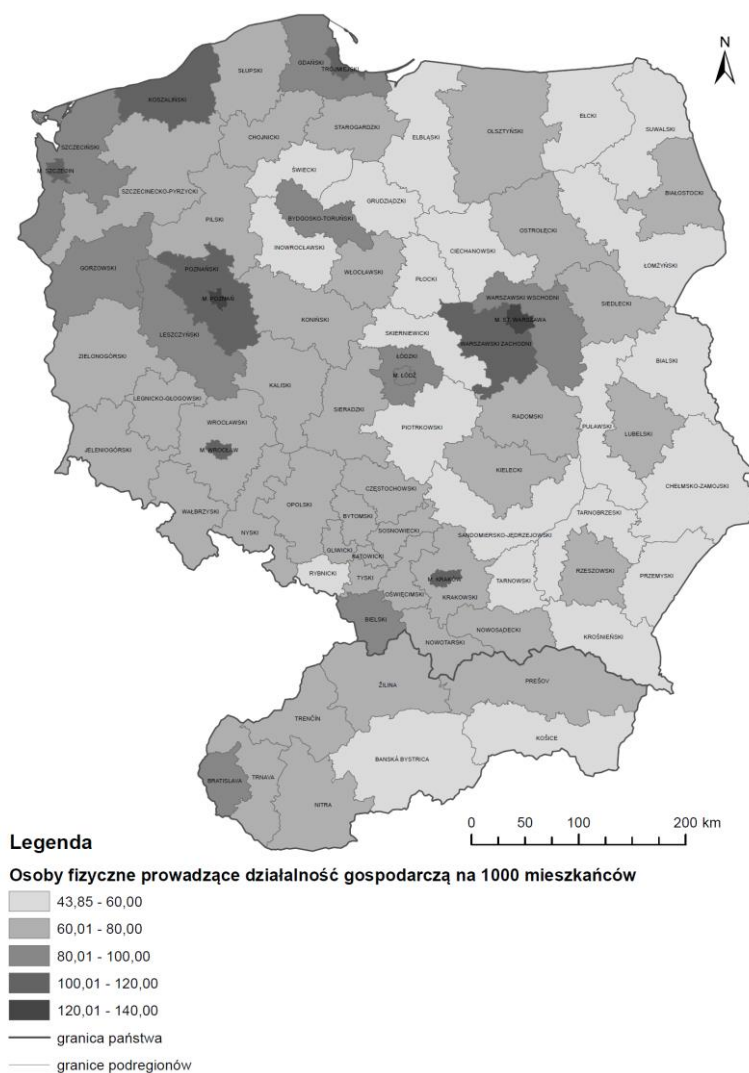 N
SŁUPSKI
GDAŃSKI
TRÓJMIEJSKI
KOSZALIŃSKI
EŁCKI
SUWALSKI
STAROGARDZKI
CHOJNICKI
ELBLĄSKI
OLSZTYŃSKI
SZCZECIŃSKI
M. SZCZECIN
ŚWIECKI
SZCZECINECKO-PYRZYCKI
BIAŁOSTOCKI
GRUDZIĄDZKI
PILSKI
BYDGOSKO-TORUŃSKI
OSTROŁĘCKI
INOWROCŁAWSKI
CIECHANOWSKI
ŁOMŻYŃSKI
GORZOWSKI
POZNAŃSKI
WŁOCŁAWSKI
PŁOCKI
M. POZNAŃ
WARSZAWSKI WSCHODNI
SIEDLECKI
KONIŃSKI
M. ST. WARSZAWA
LESZCZYŃSKI
SKIERNIEWICKI
WARSZAWSKI ZACHODNI
ZIELONOGÓRSKI
ŁÓDZKI
BIALSKI
M. ŁÓDŹ
KALISKI
LEGNICKO-GŁOGOWSKI
SIERADZKI
RADOMSKI
WROCŁAWSKI
PIOTRKOWSKI
PUŁAWSKI
LUBELSKI
JELENIOGÓRSKI
M. WROCŁAW
KIELECKI
CHEŁMSKO-ZAMOJSKI
CZĘSTOCHOWSKI
OPOLSKI
WAŁBRZYSKI
TARNOBRZESKI
BYTOMSKI
NYSKI
SOSNOWIECKI
SANDOMIERSKO-JĘDRZEJOWSKI
GLIWICKI
KATOWICKI
RYBNICKI
TYSKI
M. KRAKÓW
TARNOWSKI
RZESZOWSKI
PRZEMYSKI
OŚWIĘCIMSKI
KRAKOWSKI
BIELSKI
NOWOSĄDECKI
KROŚNIEŃSKI
NOWOTARSKI
ŽILINA
PREŠOV
TRENČÍN
KOŠICE
BANSKÁ BYSTRICA
BRATISLAVA
TRNAVA
NITRA
0 50 100 200 km
Legenda
Osoby fizyczne prowadzące działalność gospodarczą na 1000 mieszkańców
43,85 - 60,00
60,01 - 80,00
80,01 - 100,00
100,01 - 120,00
120,01 - 140,00
granica państwa
granice podregionów